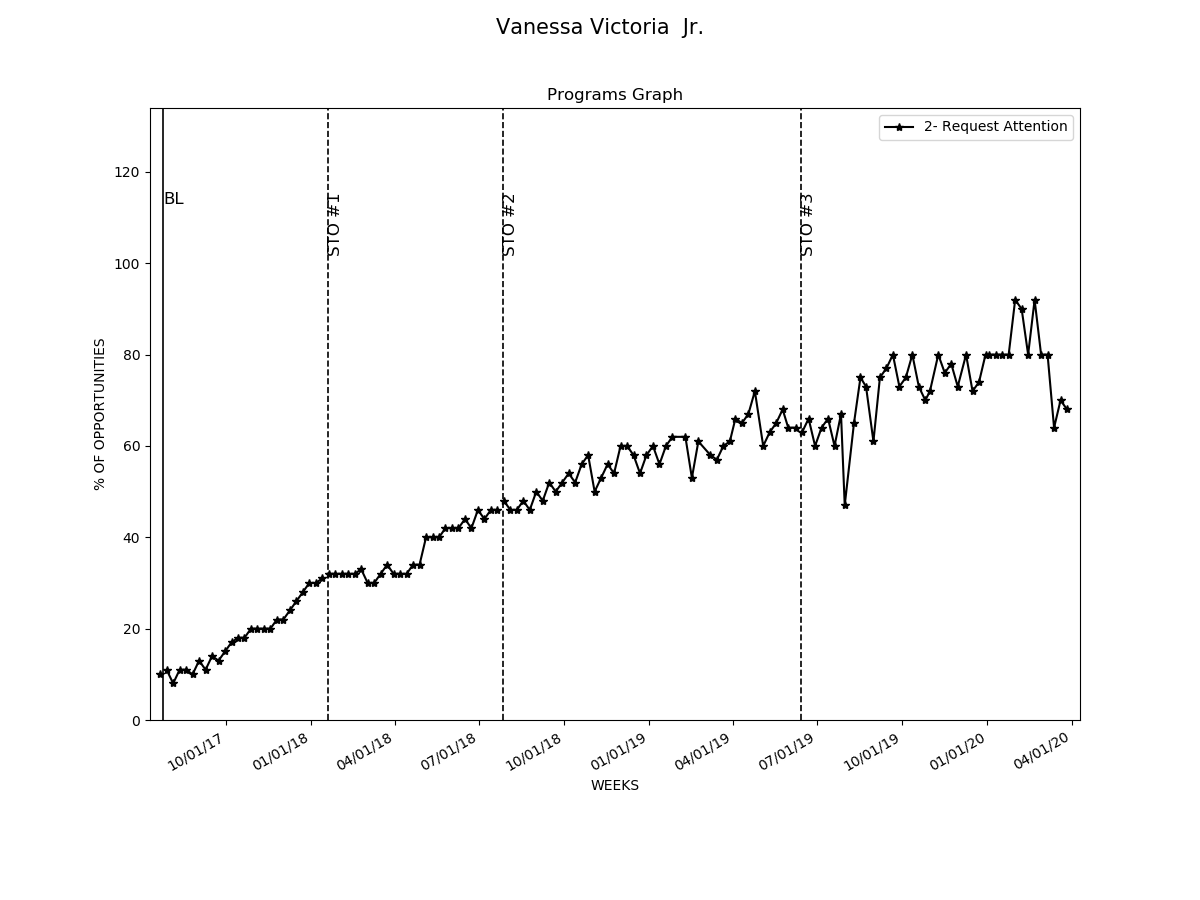 Vanessa Victoria  Jr.
Programs Graph
2- Request Attention
120
100
80
60
40
20
0
% OF OPPORTUNITIES
BL
STO #1
STO #2
STO #3
10/01/17
01/01/18
04/01/18
07/01/18
10/01/18
01/01/19
04/01/19
07/01/19
10/01/19
01/01/20
04/01/20
WEEKS